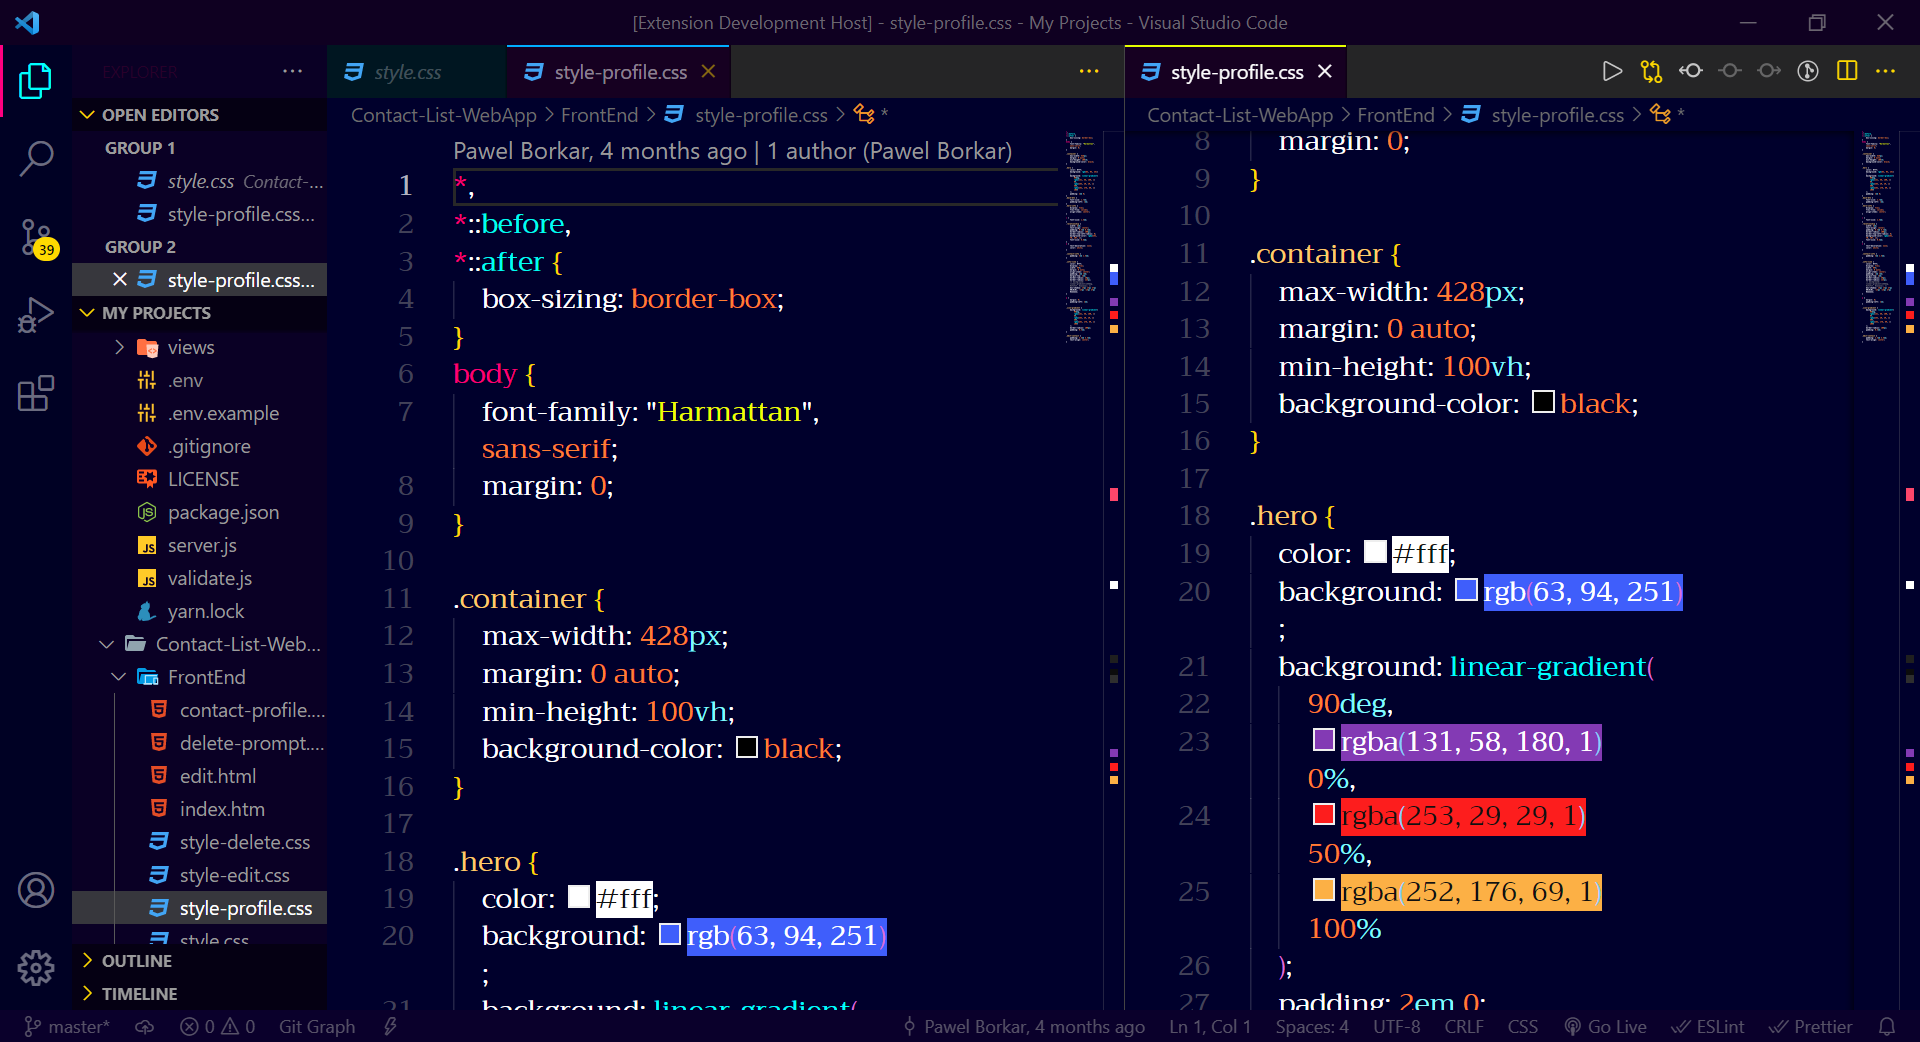 [Extension Development Host] - style-profile.css - My Projects - Visual Studio Code
EXPLORER
OPEN EDITORS
GROUP 1
style.css Contact-...
style-profile.css...
GROUP 2
style-profile.css...
MY PROJECTS
views
.env
.env.example
.gitignore
LICENSE
package.json
server.js
validate.js
yarn.lock
Contact-List-Web...
FrontEnd
contact-profile....
delete-prompt....
edit.html
index.htm
style-delete.css
style-edit.css
style-profile.css
style.css
OUTLINE
TIMELINE
39
style.css
style-profile.css
Contact-List-WebApp > FrontEnd > style-profile.css > *
Pawel Borkar, 4 months ago | 1 author (Pawel Borkar)
1 *,
2 *::before,
3 *::after {
4 box-sizing: border-box;
5 }
6 body {
7 font-family: "Harmattan",
sans-serif;
8 margin: 0;
9 }
10
11 .container {
12 max-width: 428px;
13 margin: 0 auto;
14 min-height: 100vh;
15 background-color: black;
16 }
17
18 .hero {
19 color: #fff;
20 background: rgb(63, 94, 251)
;
21 background: linear-gradient(
style-profile.css
Contact-List-WebApp > FrontEnd > style-profile.css > *
8 margin: 0;
9 }
10
11 .container {
12 max-width: 428px;
13 margin: 0 auto;
14 min-height: 100vh;
15 background-color: black;
16 }
17
18 .hero {
19 color: #fff;
20 background: rgb(63, 94, 251)
;
21 background: linear-gradient(
22 90deg,
23 rgba(131, 58, 180, 1)
0%,
24 rgba(253, 29, 29, 1)
50%,
25 rgba(252, 176, 69, 1)
100%
26 );
27 padding: 2em 0;
master* 0 0 Git Graph
Pawel Borkar, 4 months ago Ln 1, Col 1 Spaces: 4 UTF-8 CRLF CSS Go Live ESLint Prettier